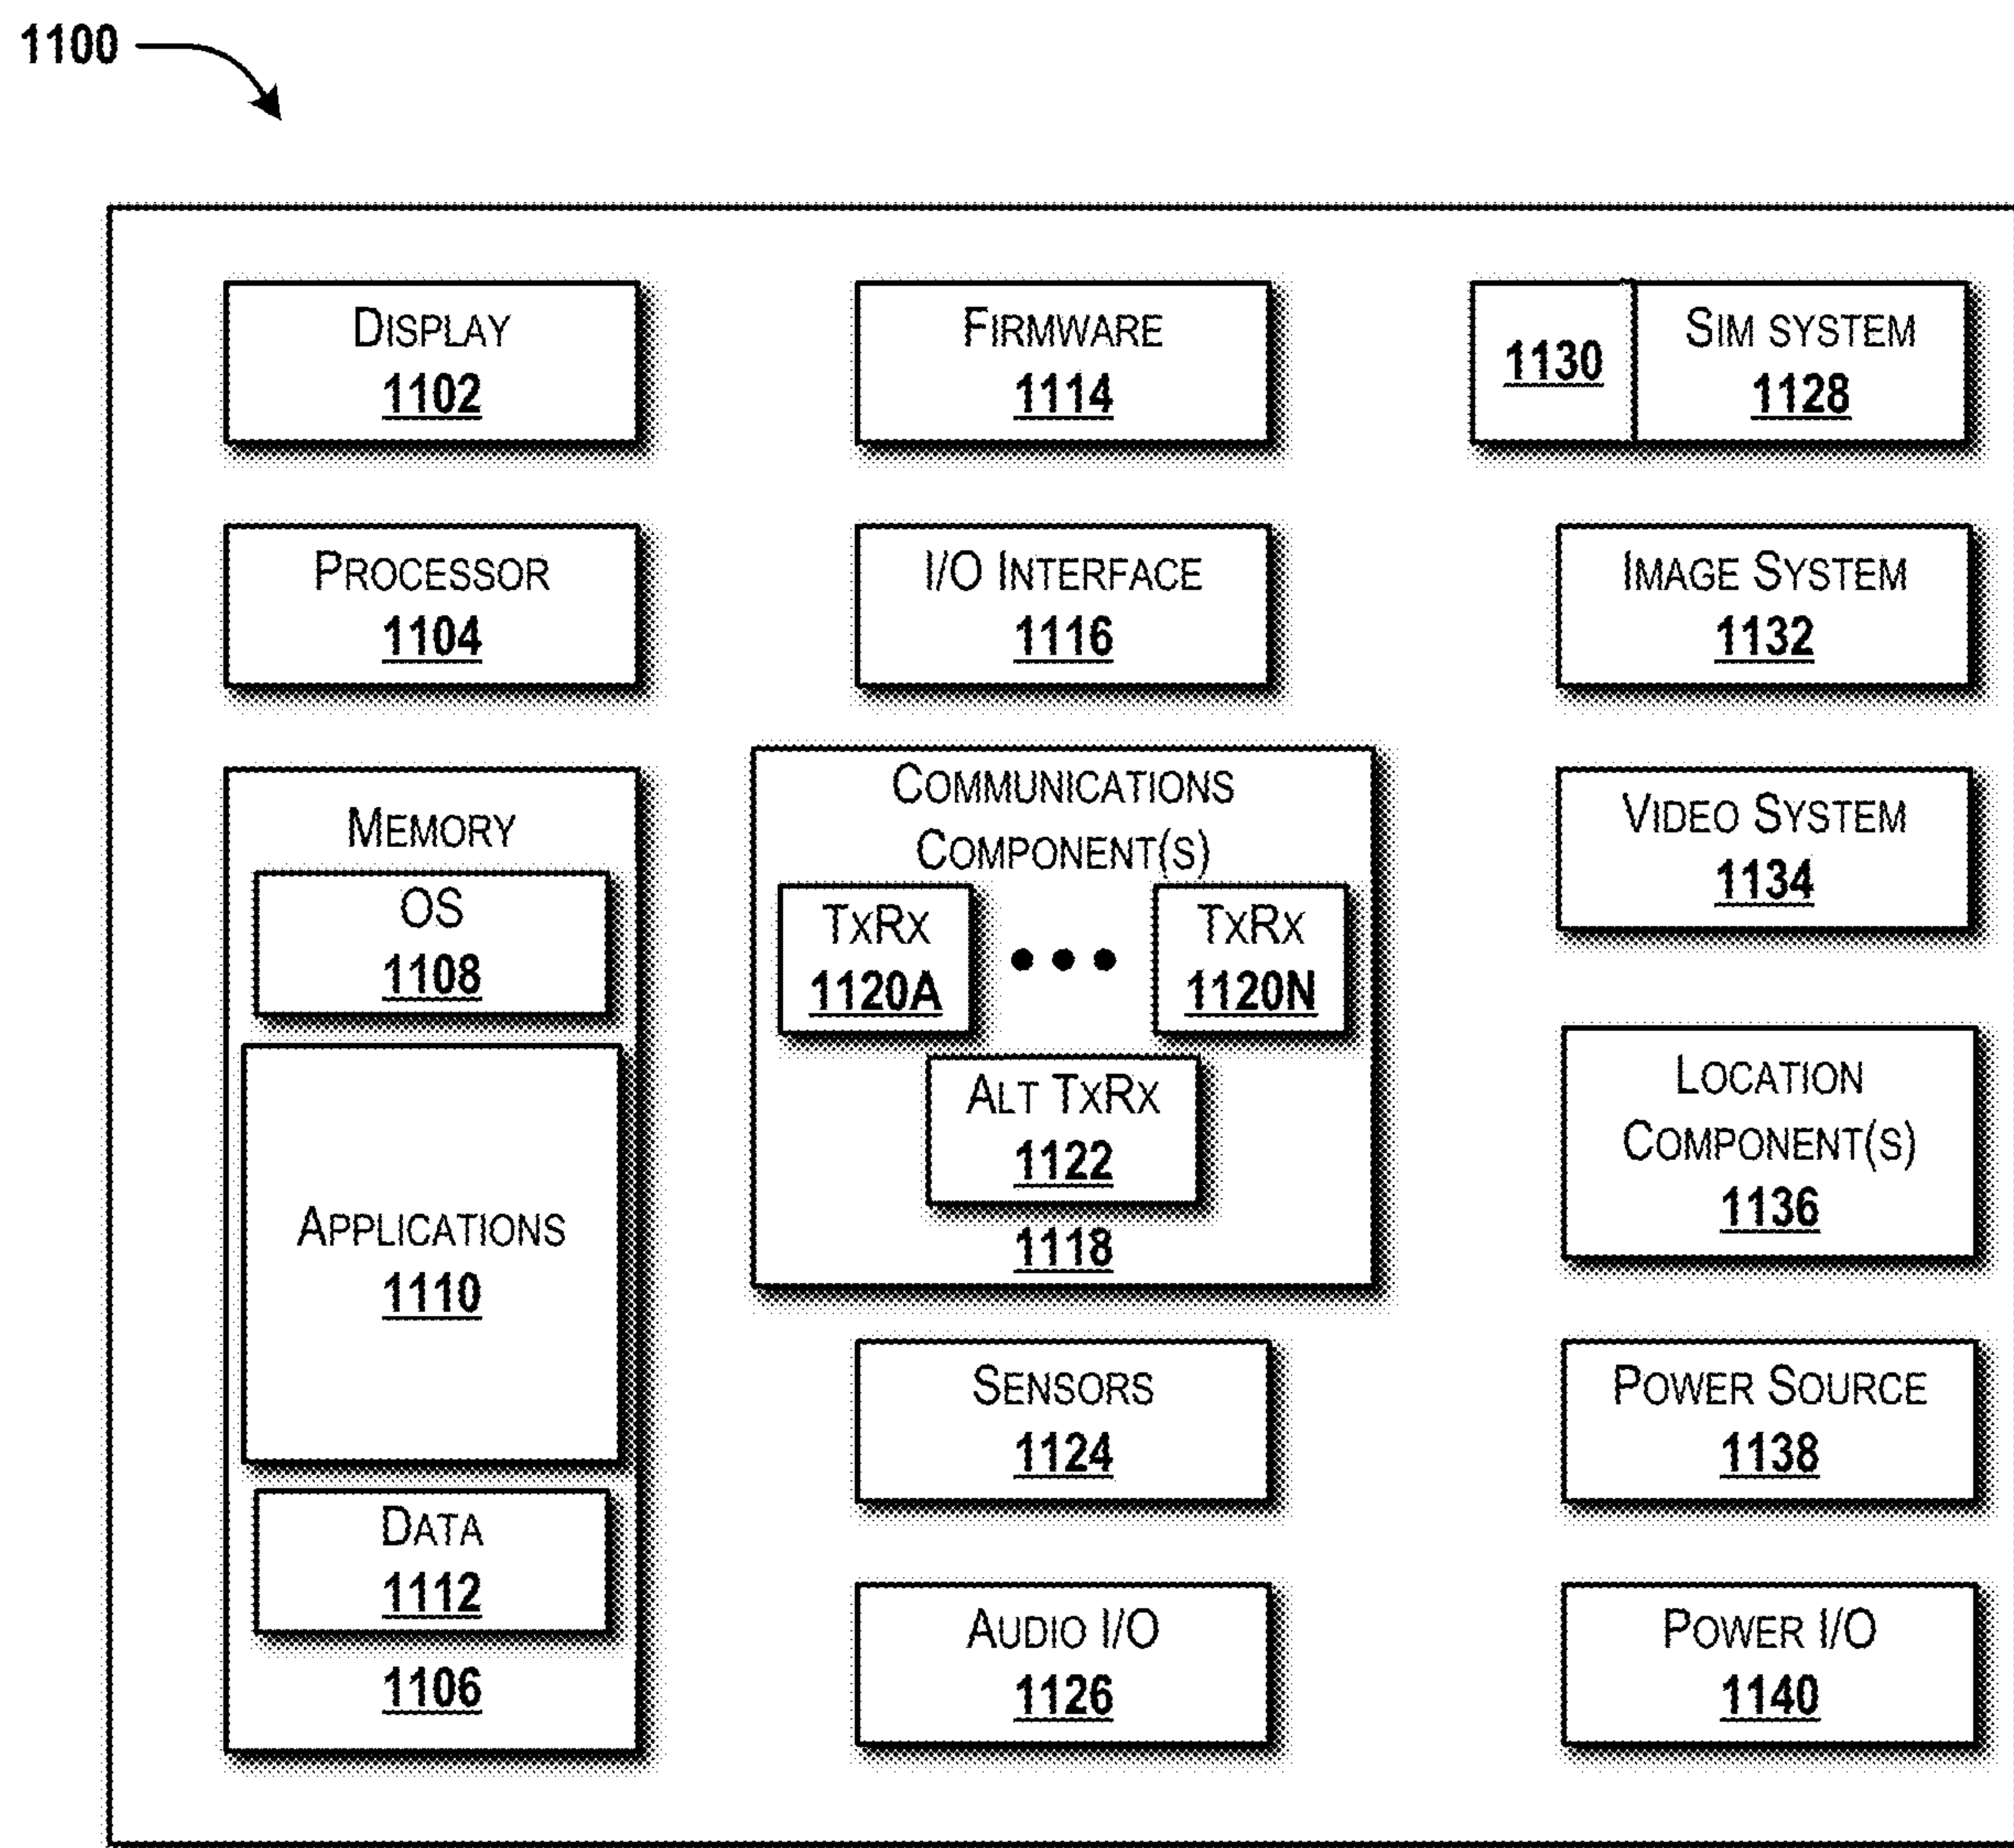 1100
DISPLAY
1102
PROCESSOR
1104
MEMORY
OS
1108
APPLICATIONS
1110
DATA
1112
1106
FIRMWARE
1114
I/O INTERFACE
1116
COMMUNICATIONS
COMPONENT(S)
TXRX
1120A
TXRX
1120N
ALT TXRX
1122
1118
SENSORS
1124
AUDIO I/O
1126
1130
SIM SYSTEM
1128
IMAGE SYSTEM
1132
VIDEO SYSTEM
1134
LOCATION
COMPONENT(S)
1136
POWER SOURCE
1138
POWER I/O
1140